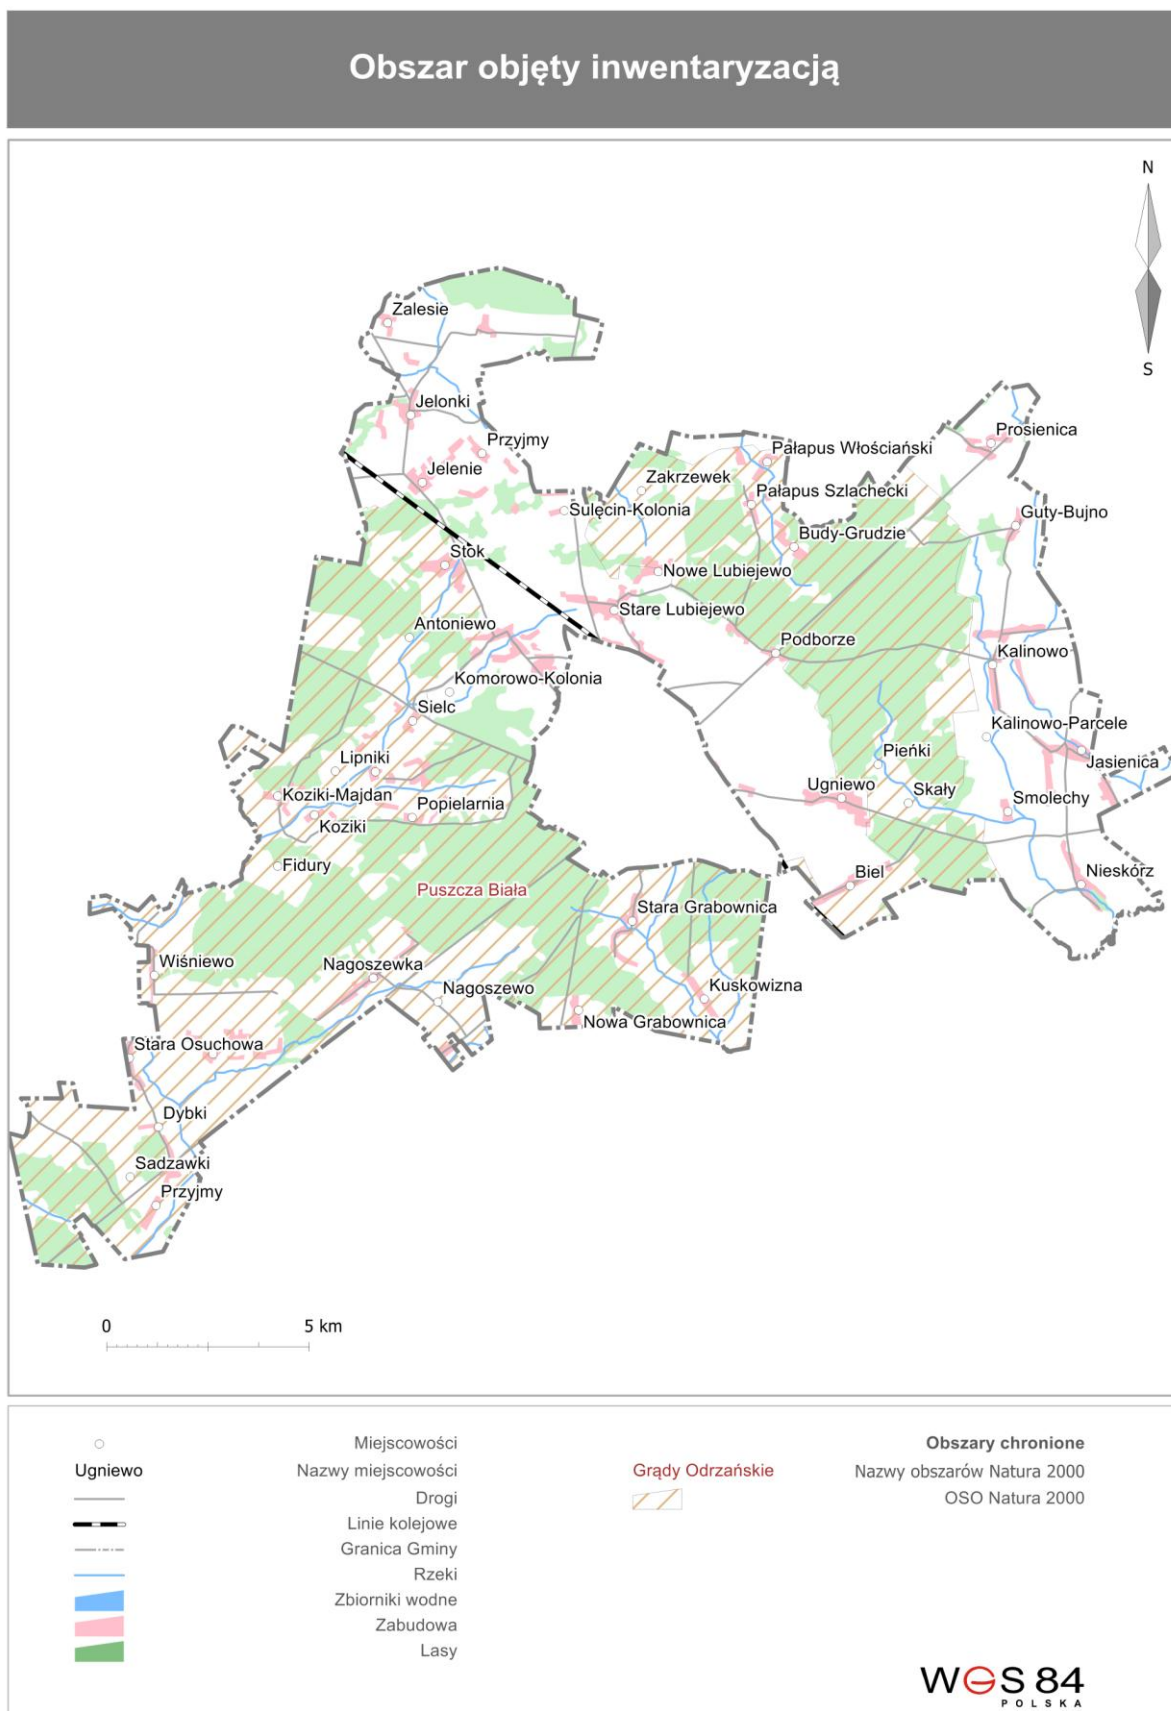 Obszar objęty inwentaryzacją
N
S
Zalesie
Jelonki
Przyjmy
Prosienica
Pałapus Włościański
Jelenie
Zakrzewek
Pałapus Szlachecki
Sulęcin-Kolonia
Guty-Bujno
Budy-Grudzie
Stok
Nowe Lubiejewo
Stare Lubiejewo
Antoniewo
Podborze
Kalinowo
Komorowo-Kolonia
Sielc
Kalinowo-Parcele
Lipniki
Pieńki
Jasienica
Ugniewo
Skały
Koziki-Majdan
Popielarnia
Smolechy
Koziki
Fidury
Biel
Nieskórz
Puszcza Biała
Stara Grabownica
Wiśniewo
Nagoszewka
Nagoszewo
Kuskowizna
Nowa Grabownica
Stara Osuchowa
Dybki
Sadzawki
Przyjmy
0 5 km
Miejscowości
Ugniewo Nazwy miejscowości
Drogi
Linie kolejowe
Granica Gminy
Rzeki
Zbiorniki wodne
Zabudowa
Lasy
Obszary chronione
Grądy Odrzańskie Nazwy obszarów Natura 2000
OSO Natura 2000
WGS 84
POLSKA